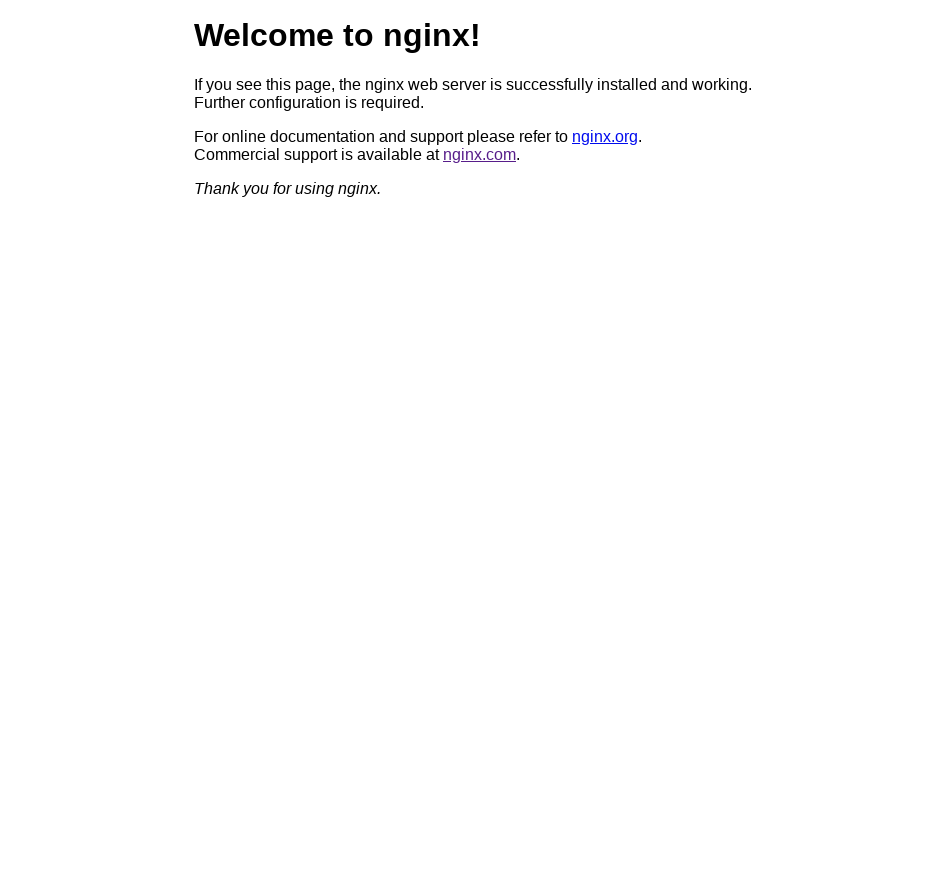 Welcome to nginx!
If you see this page, the nginx web server is successfully installed and working.
Further configuration is required.
For online documentation and support please refer to nginx.org.
Commercial support is available at nginx.com.
Thank you for using nginx.